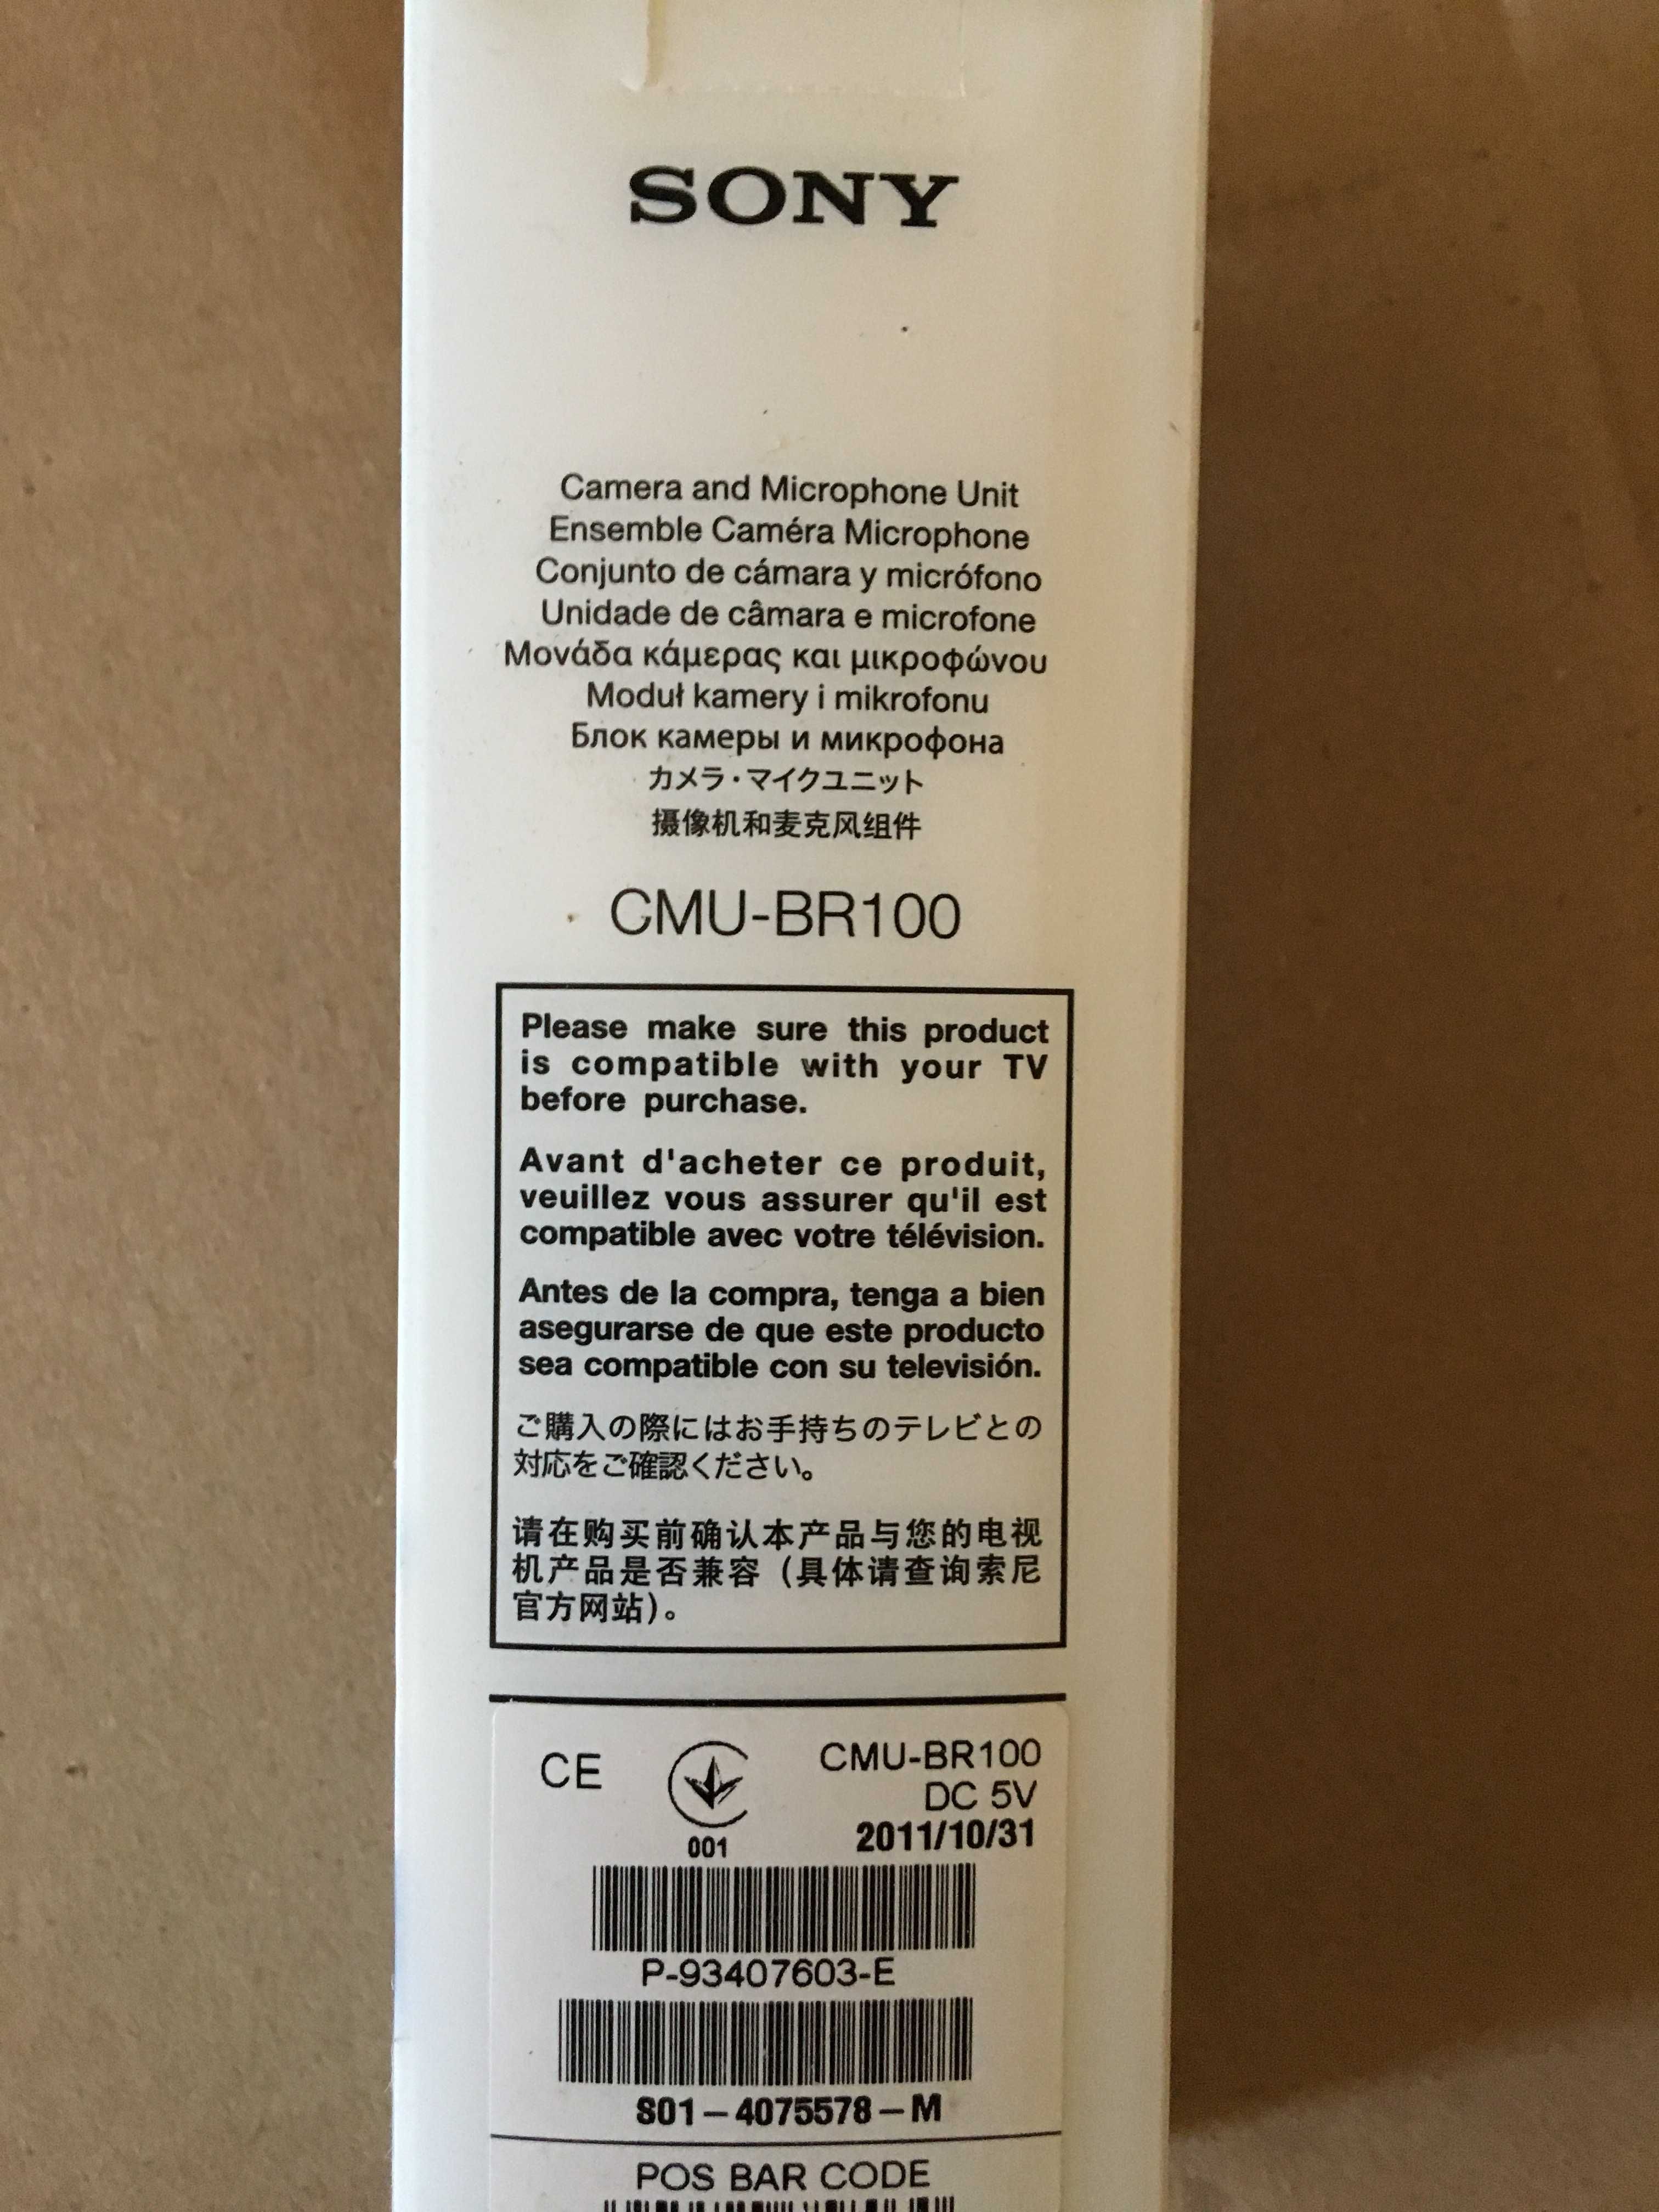 SONY
Camera and Microphone Unit
Ensemble Caméra Microphone
Conjunto de cámara y micrófono
Unidade de câmara e microfone
Μονάδα κάμερας και μικροφώνου
Moduł kamery i mikrofonu
Блок камеры и микрофона
カメラ・マイクユニット
摄像机和麦克风组件
CMU-BR100
Please make sure this product
is compatible with your TV
before purchase.
Avant d'acheter ce produit,
veuillez vous assurer qu'il est
compatible avec votre télévision.
Antes de la compra, tenga a bien
asegurarse de que este producto
sea compatible con su televisión.
ご購入の際にはお手持ちのテレビとの
対応をご確認ください。
请在购买前确认本产品与您的电视
机产品是否兼容（具体请查询索尼
官方网站）。
CE
001
CMU-BR100
DC 5V
2011/10/31
P-93407603-E
S01-4075578-M
POS BAR CODE